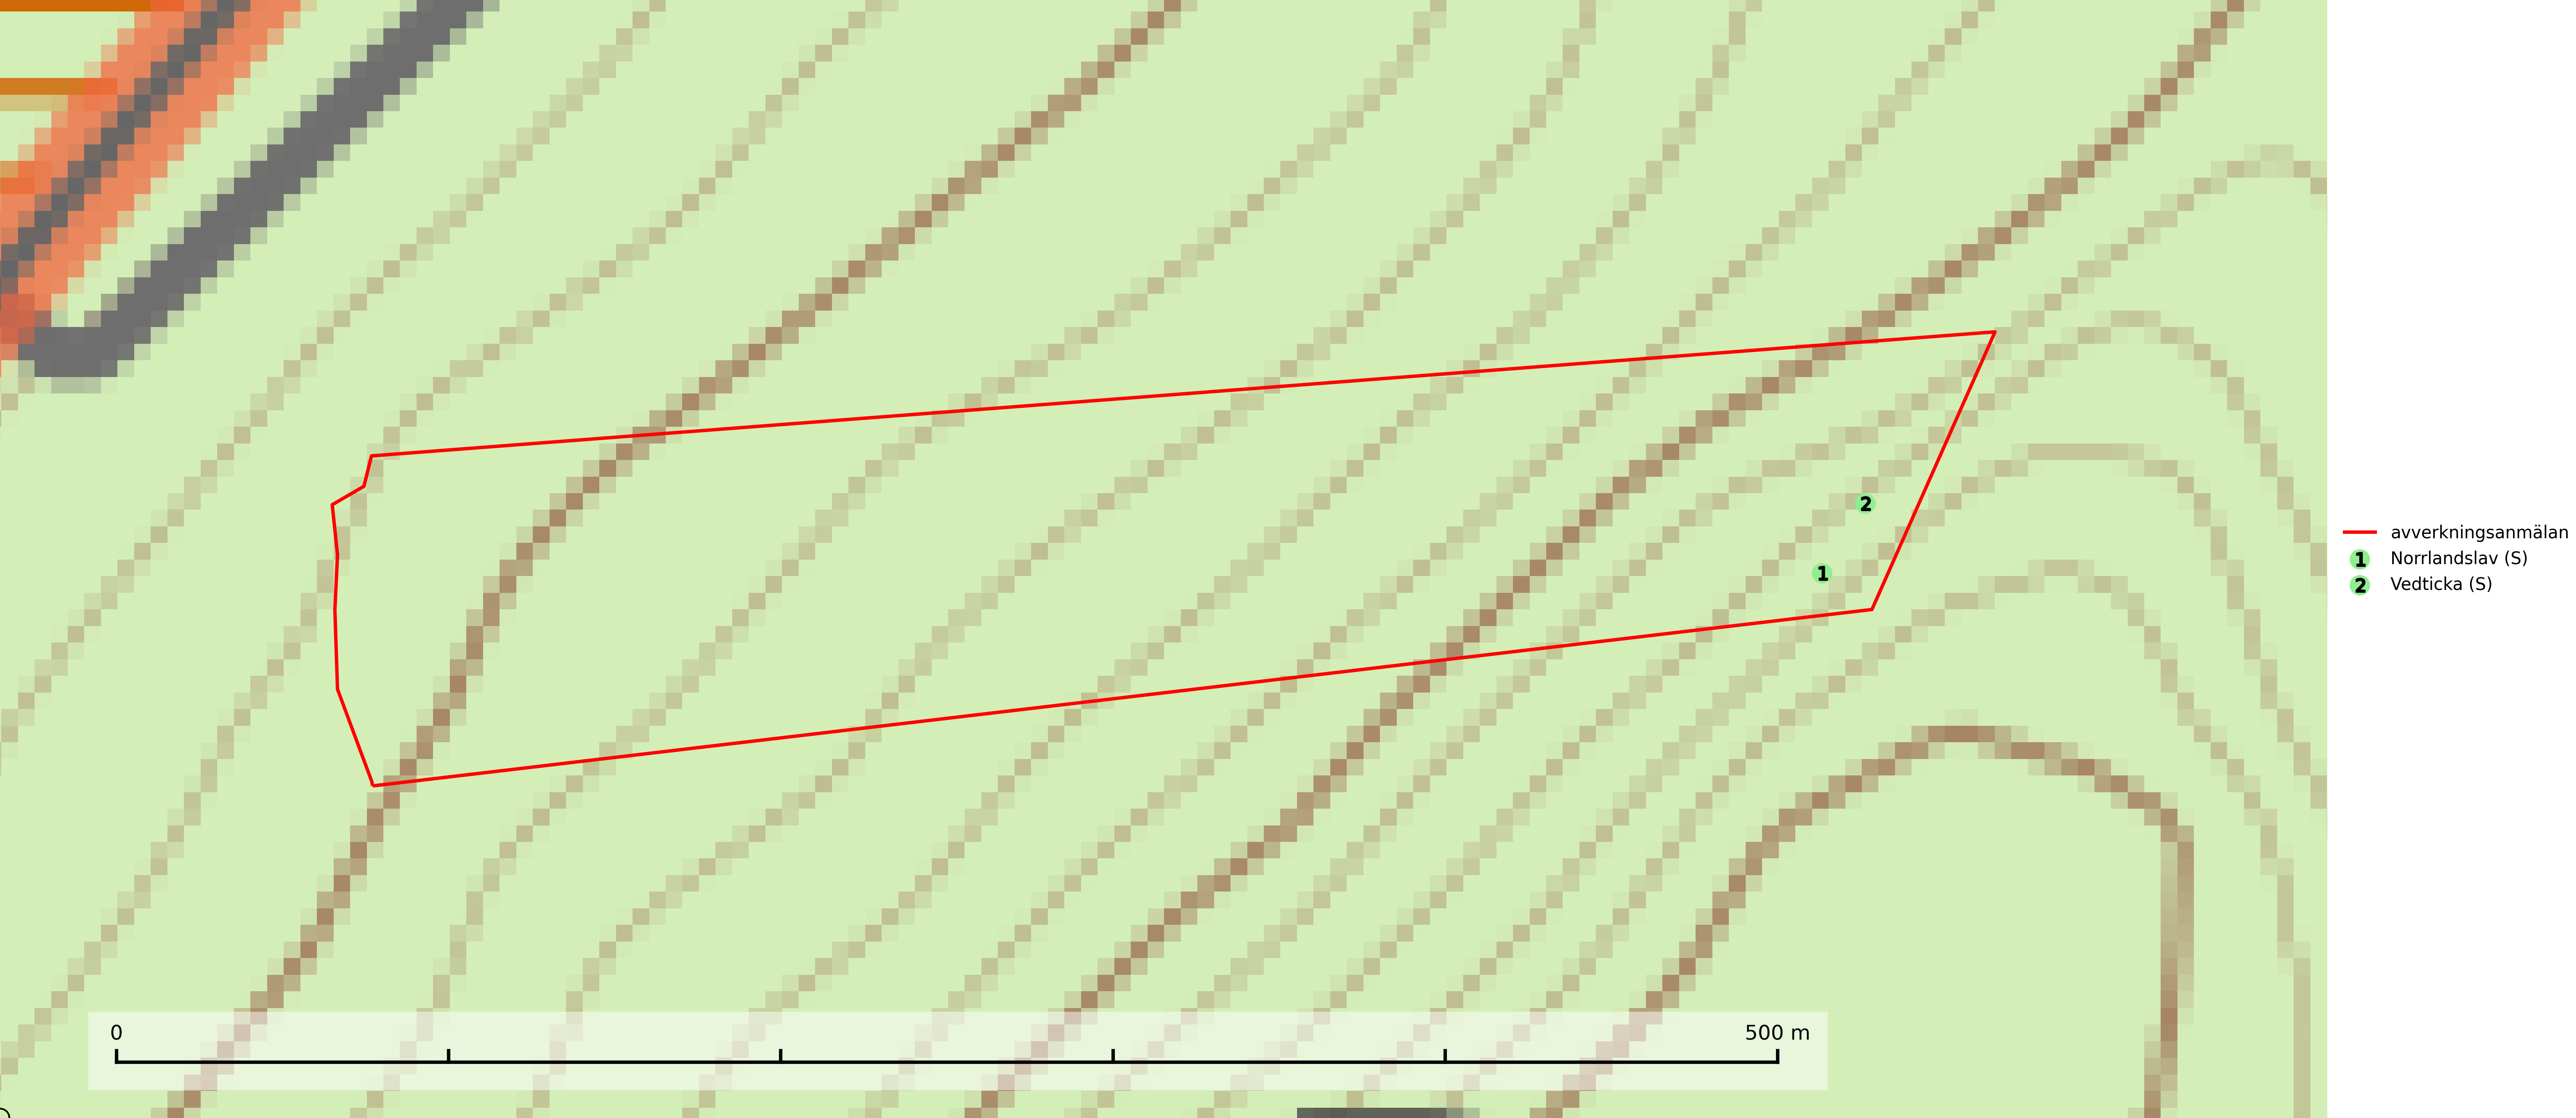 2
1
avverkningsanmälan
1 Norrlandslav (S)
2 Vedticka (S)
0 500 m